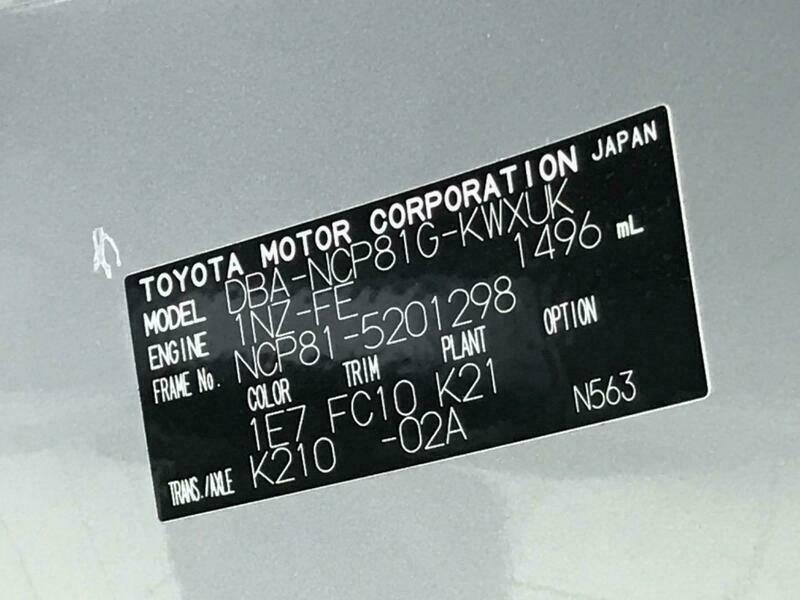 TOYOTA MOTOR CORPORATION JAPAN
MODEL DBA-NCP81G-KWXUK
ENGINE 1NZ-FE 1496 mL
FRAME No. NCP81-5201298
COLOR TRIM PLANT OPTION
1E7 FC10 K21
TRANS./AXLE K210 -02A N563